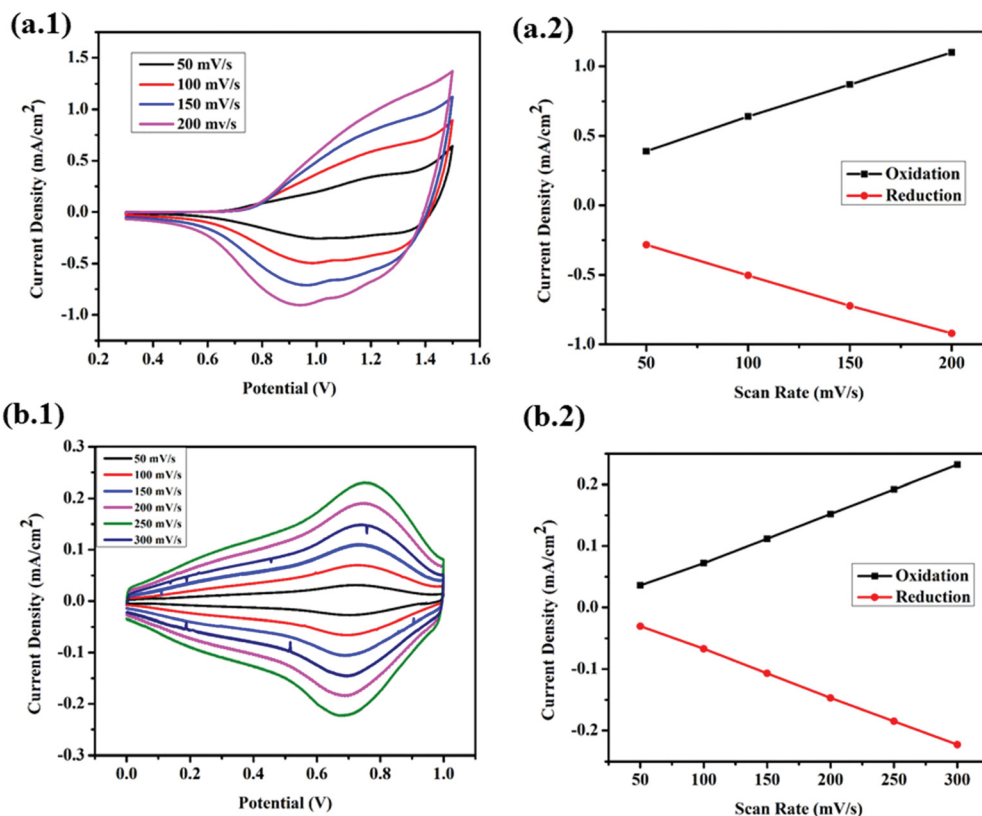 (a.1)
50 mV/s
100 mV/s
150 mV/s
200 mv/s
Current Density (mA/cm²)
1.5
1.0
0.5
0.0
-0.5
-1.0
0.2 0.4 0.6 0.8 1.0 1.2 1.4 1.6
Potential (V)
(a.2)
Oxidation
Reduction
Current Density (mA/cm²)
1.0
0.5
0.0
-0.5
-1.0
50 100 150 200
Scan Rate (mV/s)
(b.1)
50 mV/s
100 mV/s
150 mV/s
200 mV/s
250 mV/s
300 mV/s
Current Density (mA/cm²)
0.3
0.2
0.1
0.0
-0.1
-0.2
-0.3
0.0 0.2 0.4 0.6 0.8 1.0
Potential (V)
(b.2)
Oxidation
Reduction
Current Density (mA/cm²)
0.2
0.1
0.0
-0.1
-0.2
50 100 150 200 250 300
Scan Rate (mV/s)